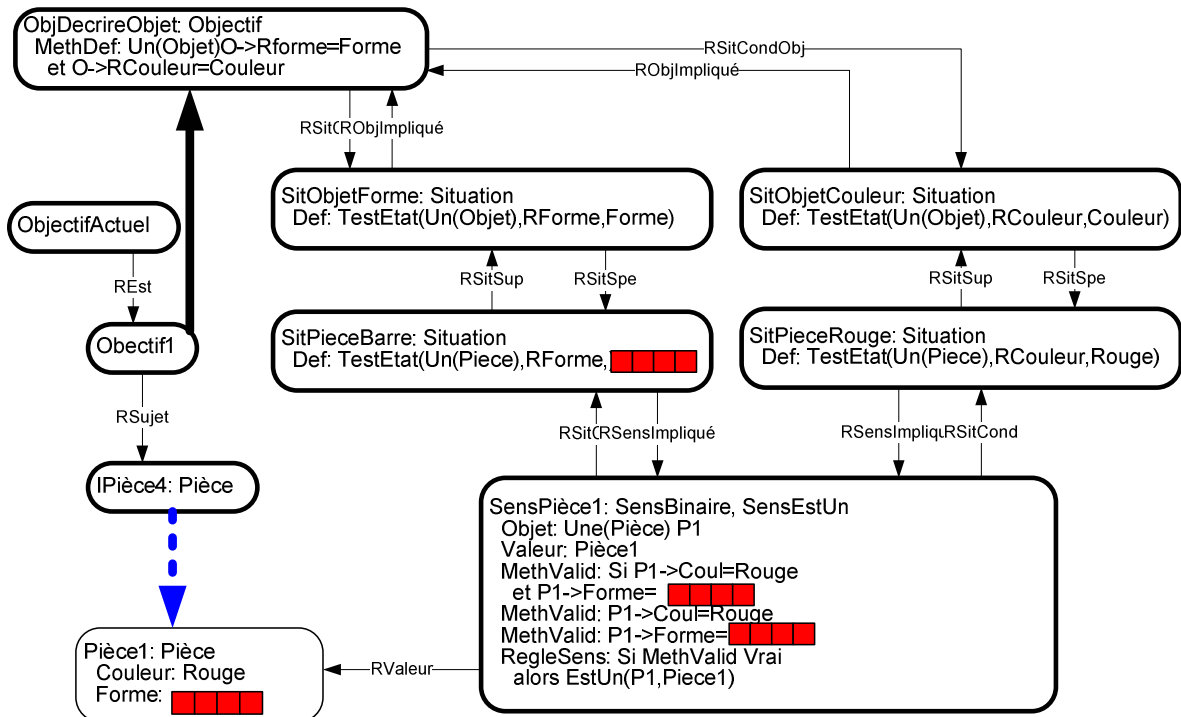 ObjDecrireObjet: Objectif
MethDef: Un(Objet)O->Rforme=Forme
et O->RCouleur=Couleur
RSitCondObj
RObjImpliqué
RSitC
RObjImpliqué
SitObjetForme: Situation
Def: TestEtat(Un(Objet),RForme,Forme)
SitObjetCouleur: Situation
Def: TestEtat(Un(Objet),RCouleur,Couleur)
ObjectifActuel
REst
RSitSup
RSitSpe
RSitSup
RSitSpe
Obectif1
SitPieceBarre: Situation
Def: TestEtat(Un(Piece),RForme,
SitPieceRouge: Situation
Def: TestEtat(Un(Piece),RCouleur,Rouge)
RSujet
RSitC
RSensImpliqué
RSensImpliqu
RSitCond
IPièce4: Pièce
SensPièce1: SensBinaire, SensEstUn
Objet: Une(Pièce) P1
Valeur: Pièce1
MethValid: Si P1->Coul=Rouge
et P1->Forme=
MethValid: P1->Coul=Rouge
MethValid: P1->Forme=
RegleSens: Si MethValid Vrai
alors EstUn(P1,Piece1)
Pièce1: Pièce
Couleur: Rouge
Forme:
RValeur